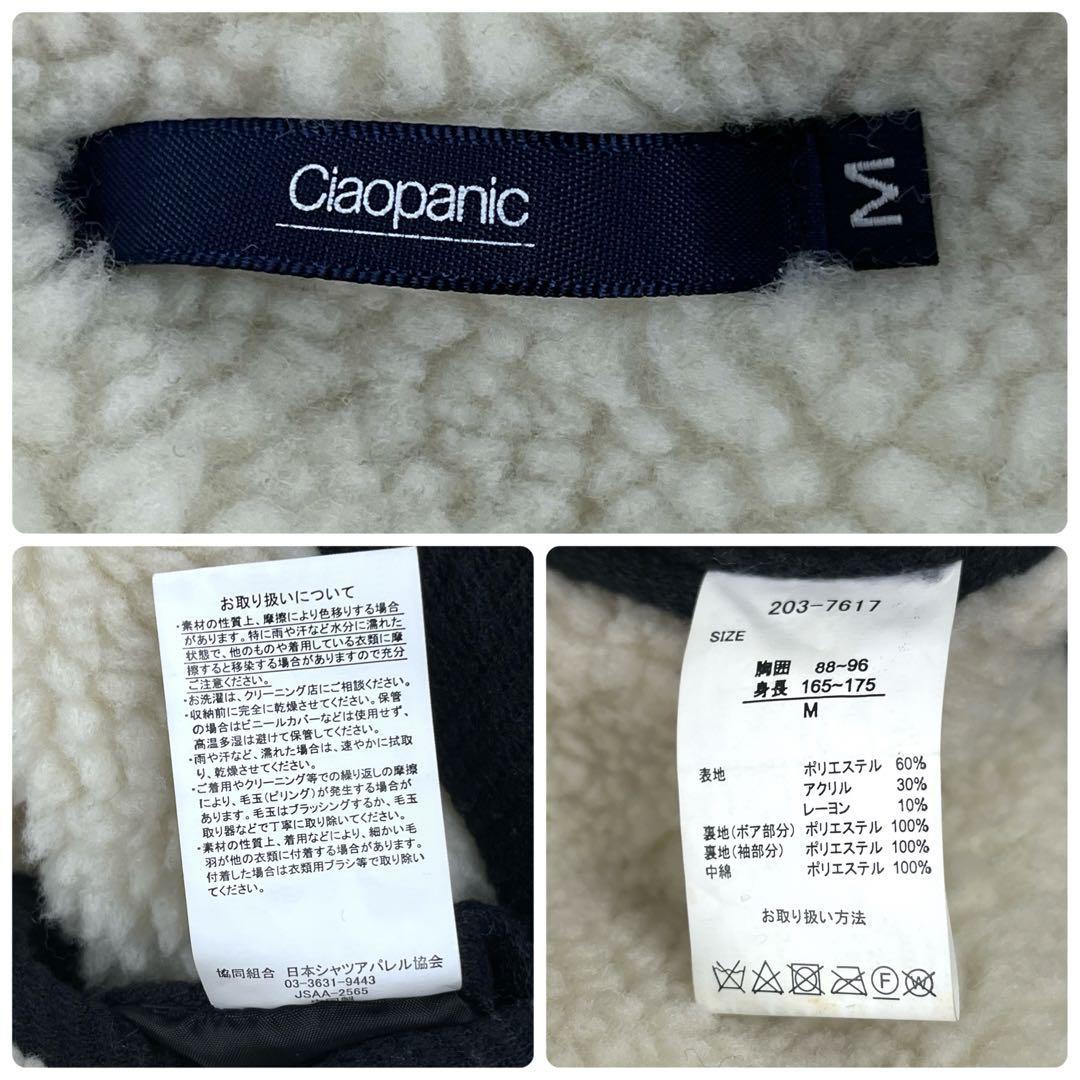 Ciaopanic
M
お取り扱いについて
・素材の性質上、摩擦により色移りする場合
があります。特に雨や汗など水分に濡れた
状態で、他のものや着用している衣類に摩
擦すると移染する場合がありますので充分
ご注意ください。
・お洗濯は、クリーニング店にご相談ください。
・収納前に完全に乾燥させてください。保管
の場合はビニールカバーなどは使用せず、
高温多湿は避けて保管してください。
・雨や汗など、濡れた場合は、速やかに拭取
り、乾燥させてください。
・ご着用やクリーニング等での繰り返しの摩擦
により、毛玉(ピリング)が発生する場合が
あります。毛玉はブラッシングするか、毛玉
取り器などで丁寧に取り除いてください。
・素材の性質上、着用などにより、細かい毛
羽が他の衣類に付着する場合があります。
付着した場合は衣類用ブラシ等で取り除い
てください。
協同組合 日本シャツアパレル協会
03-3631-9443
JSAA-2565
203-7617
SIZE
胸囲 88~96
身長 165~175
M
表地 ポリエステル 60%
アクリル 30%
レーヨン 10%
裏地(ボア部分) ポリエステル 100%
裏地(袖部分) ポリエステル 100%
中綿 ポリエステル 100%
お取り扱い方法
F
W